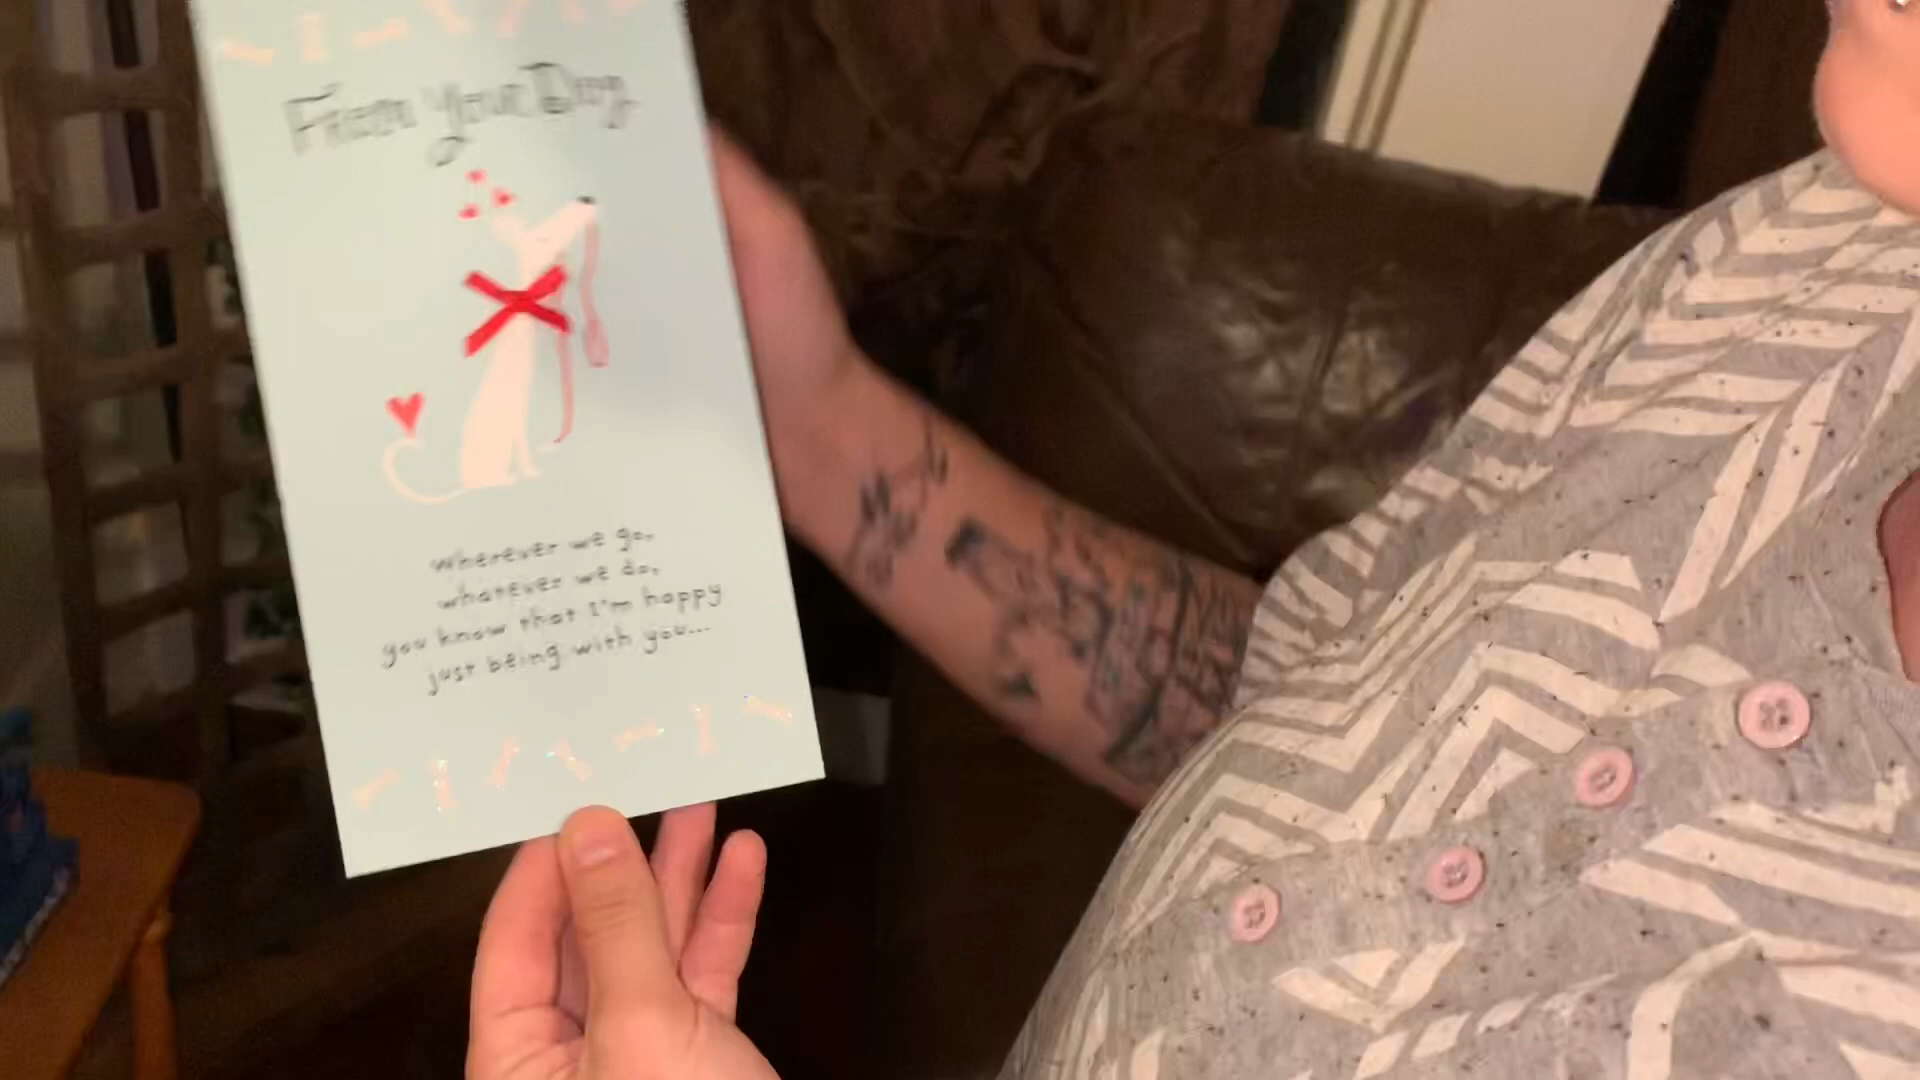 From Your Dog
Wherever we go,
whatever we do,
you know that I'm happy
just being with you...